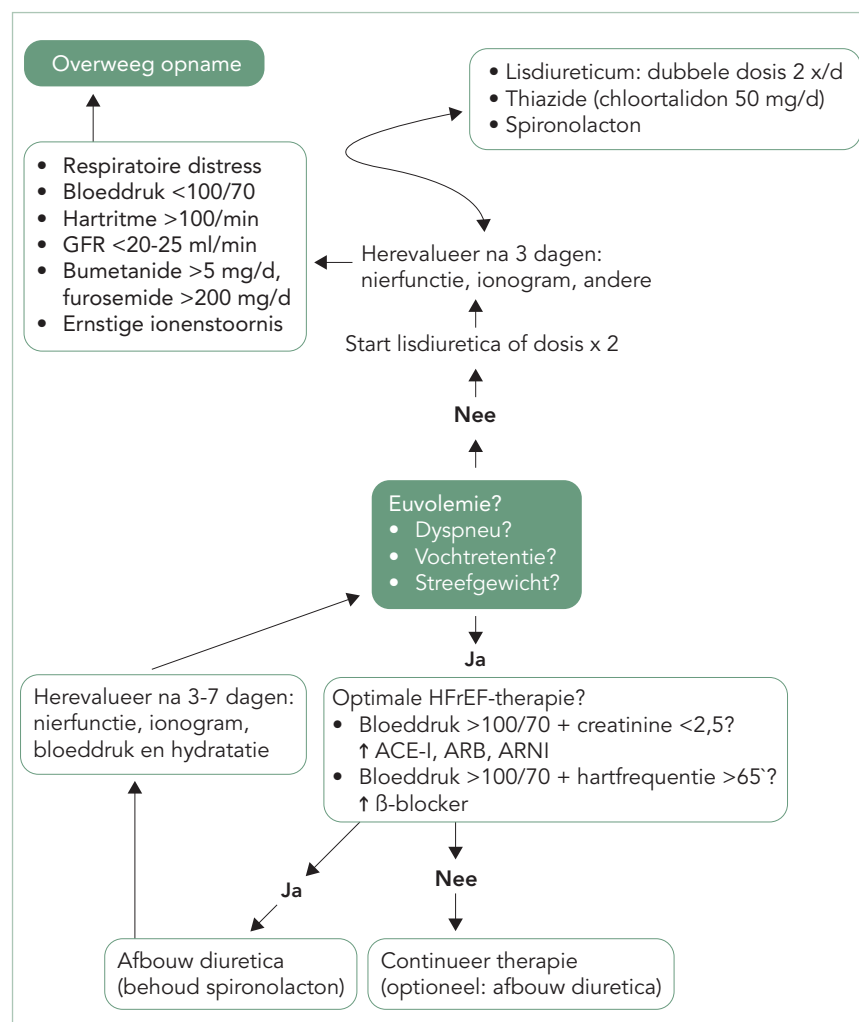 Overweeg opname
• Lisdiureticum: dubbele dosis 2 x/d
• Thiazide (chloortalidon 50 mg/d)
• Spironolacton
• Respiratoire distress
• Bloeddruk <100/70
• Hartritme >100/min
• GFR <20-25 ml/min
• Bumetanide >5 mg/d,
furosemide >200 mg/d
• Ernstige ionenstoornis
Herevalueer na 3 dagen:
nierfunctie, ionogram, andere
Start lisdiuretica of dosis x 2
Nee
Euvolemie?
• Dyspneu?
• Vochtretentie?
• Streefgewicht?
Ja
Herevalueer na 3-7 dagen:
nierfunctie, ionogram,
bloeddruk en hydratatie
Optimale HFrEF-therapie?
• Bloeddruk >100/70 + creatinine <2,5?
↑ ACE-I, ARB, ARNI
• Bloeddruk >100/70 + hartfrequentie >65`?
↑ ß-blocker
Ja
Nee
Afbouw diuretica
(behoud spironolacton)
Continueer therapie
(optioneel: afbouw diuretica)